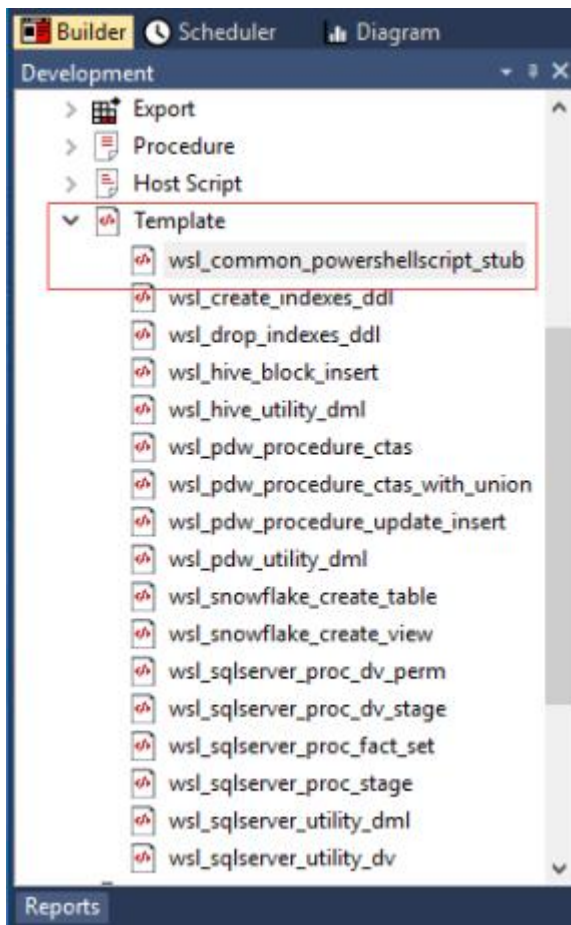 Builder Scheduler Diagram
Development
Export
Procedure
Host Script
Template
wsl_common_powershellscript_stub
wsl_create_indexes_ddl
wsl_drop_indexes_ddl
wsl_hive_block_insert
wsl_hive_utility_dml
wsl_pdw_procedure_ctas
wsl_pdw_procedure_ctas_with_union
wsl_pdw_procedure_update_insert
wsl_pdw_utility_dml
wsl_snowflake_create_table
wsl_snowflake_create_view
wsl_sqlserver_proc_dv_perm
wsl_sqlserver_proc_dv_stage
wsl_sqlserver_proc_fact_set
wsl_sqlserver_proc_stage
wsl_sqlserver_utility_dml
wsl_sqlserver_utility_dv
Reports